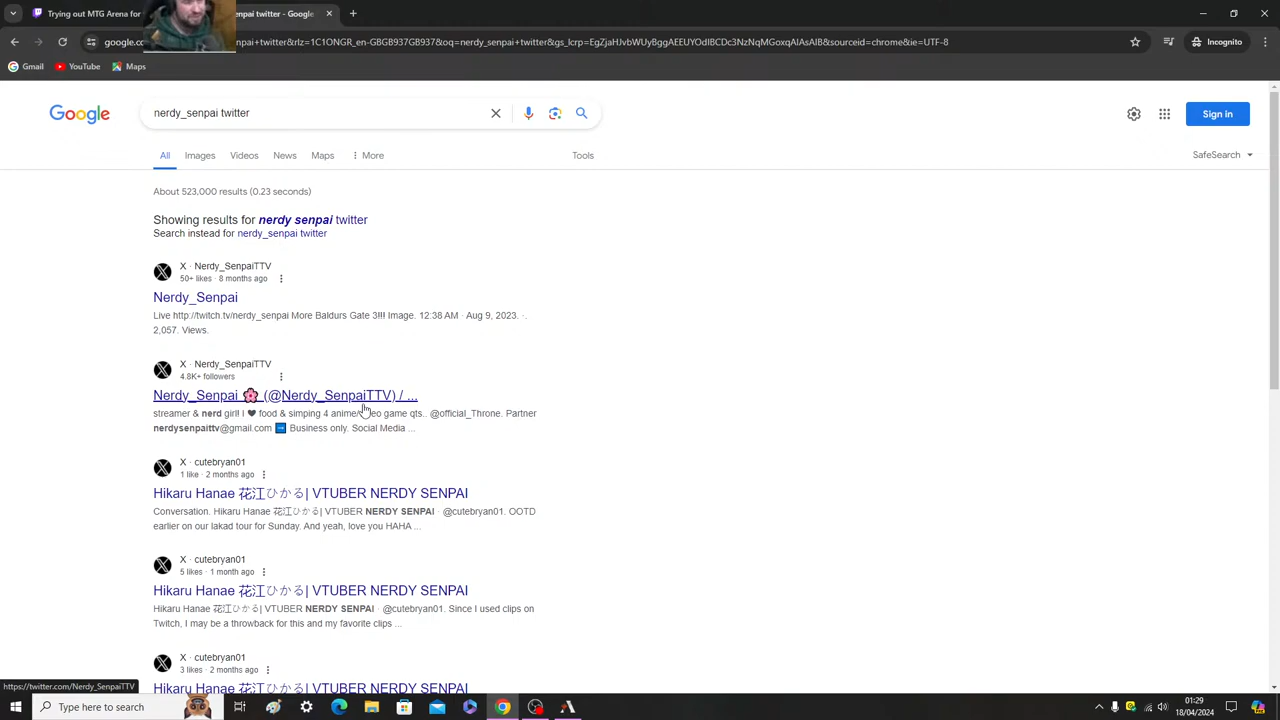 Opening MTG Arena for
senpai twitter - Google
google.co
senpai+twitter&rlz=1C1ONGR_en-GBGB937GB937&oq=nerdy_senpai+twitter&gs_lcrp=EgZjaHJvbWUyBggAEEUYOdIBCDc3NzNqMGoxqAIAsAIB&sourceid=chrome&ie=UTF-8
Incognito
Gmail
YouTube
Maps
Google
nerdy_senpai twitter
Sign in
All
Images
Videos
News
Maps
More
Tools
SafeSearch
About 523,000 results (0.23 seconds)
Showing results for nerdy senpai twitter
Search instead for nerdy_senpai twitter
X · Nerdy_SenpaiTTV
50+ likes · 8 months ago
Nerdy_Senpai
Live http://twitch.tv/nerdy_senpai More Baldurs Gate 3!!! Image. 12:38 AM · Aug 9, 2023. ·.
2,057. Views.
X · Nerdy_SenpaiTTV
4.8K+ followers
Nerdy_Senpai 🌸 (@Nerdy_SenpaiTTV) / ...
streamer & nerd girl! I 🖤 food & simping 4 anime/video game qts.. @official_Throne. Partner
nerdysenpaittv@gmail.com ➡️ Business only. Social Media ...
X · cutebryan01
1 like · 2 months ago
Hikaru Hanae 花江ひかる| VTUBER NERDY SENPAI
Conversation. Hikaru Hanae 花江ひかる| VTUBER NERDY SENPAI · @cutebryan01. OOTD
earlier on our lakad tour for Sunday. And yeah, love you HAHA ...
X · cutebryan01
5 likes · 1 month ago
Hikaru Hanae 花江ひかる| VTUBER NERDY SENPAI
Hikaru Hanae 花江ひかる| VTUBER NERDY SENPAI · @cutebryan01. Since I used clips on
Twitch, I may be a throwback for this and my favorite clips ...
X · cutebryan01
3 likes · 2 months ago
Hikaru Hanae 花江ひかる| VTUBER NERDY SENPAI
https://twitter.com/Nerdy_SenpaiTTV
Type here to search
01:29
18/04/2024